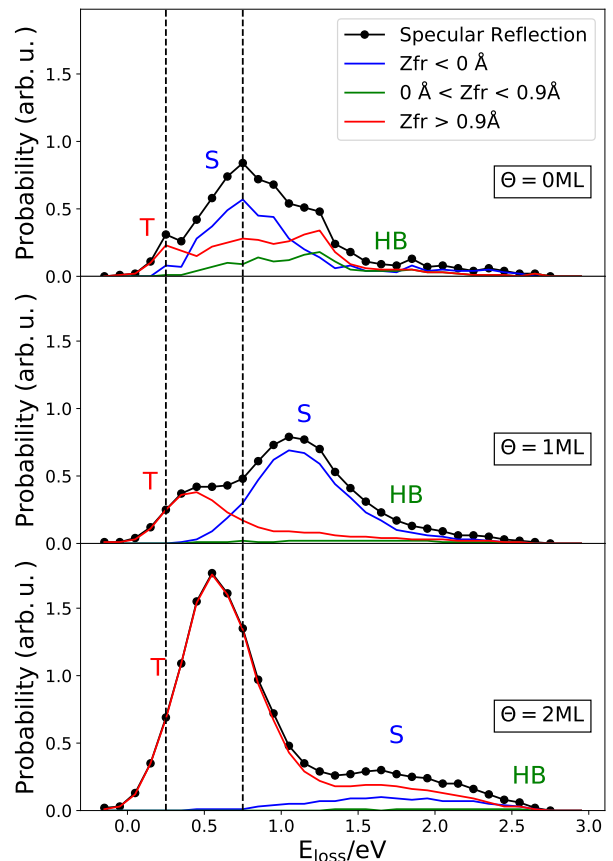 Specular Reflection
Zfr < 0 Å
0 Å < Zfr < 0.9Å
Zfr > 0.9Å
Probability (arb. u.)
1.5
1.0
0.5
0.0
T
S
HB
Θ = 0ML
Probability (arb. u.)
1.5
1.0
0.5
0.0
T
S
HB
Θ = 1ML
Probability (arb. u.)
1.5
1.0
0.5
0.0
T
S
HB
Θ = 2ML
0.0 0.5 1.0 1.5 2.0 2.5 3.0
E_loss/eV